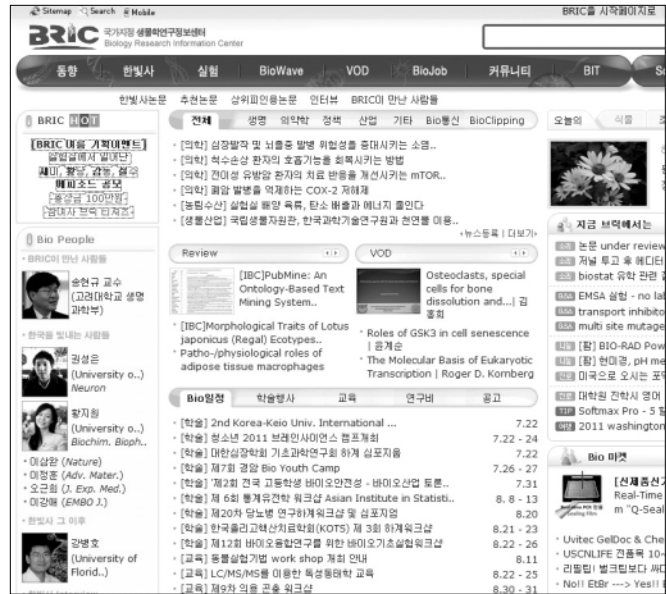 Sitemap Search Mobile
BRIC을 시작페이지로
BRIC 국가지정 생물학연구정보센터
Biology Research Information Center
동향 한빛사 실험 BioWave VOD BioJob 커뮤니티 BIT
한빛사논문 추천논문 상위피인용논문 인터뷰 BRIC이 만난 사람들
BRIC HOT
[BRIC 여름 기획이벤트]
실험실에서 일어난
재미, 황당, 감동, 실수
에피소드 공모
총상금 100만원
참여사 브릭 티셔츠
Bio People
· BRIC이 만난 사람들
송현규 교수
(고려대학교 생명
과학부)
· 한국을 빛내는 사람들
권성은
(University o..)
Neuron
황지원
(University o..)
Biochim. Bioph..
· 이삼완 (Nature)
· 이정훈 (Adv. Mater.)
· 오근희 (J. Exp. Med.)
· 이강애 (EMBO J.)
· 한빛사 그 이후
강병호
(University of
Florid..)
전체 생명 의약학 정책 산업 기타 Bio통신 BioClipping
· [의학] 심장발작 및 뇌졸중 발병 위험성을 증대시키는 소염..
· [의학] 척수손상 환자의 호흡기능을 회복시키는 방법
· [의학] 전이성 유방암 환자의 치료 반응을 개선시키는 mTOR..
· [의학] 폐암 발병을 억제하는 COX-2 저해제
· [농림수산] 실험실 배양 육류, 탄소 배출과 에너지 줄인다
· [생물산업] 국립생물자원관, 한국과학기술연구원과 천연물 이용..
뉴스등록 | 더보기
Review
[IBC]PubMine: An
Ontology-Based Text
Mining System..
· [IBC]Morphological Traits of Lotus
japonicus (Regal) Ecotypes..
· Patho-/physiological roles of
adipose tissue macrophages
VOD
Osteoclasts, special
cells for bone
dissolution and...| 김
홍희
· Roles of GSK3 in cell senescence
| 윤계순
· The Molecular Basis of Eukaryotic
Transcription | Roger D. Kornberg
Bio일정 학술행사 교육 연구비 공고
· [학술] 2nd Korea-Keio Univ. International ... 7.22
· [학술] 청소년 2011 브레인사이언스 캠프개최 7.22 - 24
· [학술] 대한심장학회 기초과학연구회 하계 심포지움 7.22
· [학술] 제7회 경암 Bio Youth Camp 7.26 - 27
· [학술] '제2회 전국 고등학생 바이오안전성 - 바이오산업 토론.. 7.31
· [학술] 제 6회 통계유전학 워크샵 Asian Institute in Statisti.. 8. 8 - 13
· [학술] 제20차 당뇨병 연구하계워크샵 및 심포지엄 8.20
· [학술] 한국올리고핵산치료학회(KOTS) 제 3회 하계워크샵 8.21 - 23
· [학술] 제12회 바이오융합연구를 위한 바이오기초실험워크샵 8.22 - 26
· [교육] 동물실험기법 work shop 개최 안내 8.11
· [교육] LC/MS/MS를 이용한 독성동태학 교육 8.22 - 25
· [교육] 제9차 의용 곤충 워크샵 8.30 - 31
오늘의 식물
지금 브릭에서는
논문 under review
저널 투고 후 에디터
biostat 유학 관련
EMSA 실험 - no la
transport inhibito
multi site mutage
[팜] BIO-RAD Pow
[팜] 현미경, pH me
미국으로 오시는 포
대학원 진학시 영어
TIP Softmax Pro - 5
2011 washington
Bio 마켓
[신제품신
Real-Time
m "Q-Seal
· Uvitec GelDoc & Che
· USCNLIFE 전품목 10~
· 리필팁! 벌크팁보다 싸
· No!! EtBr ---> Yes!!